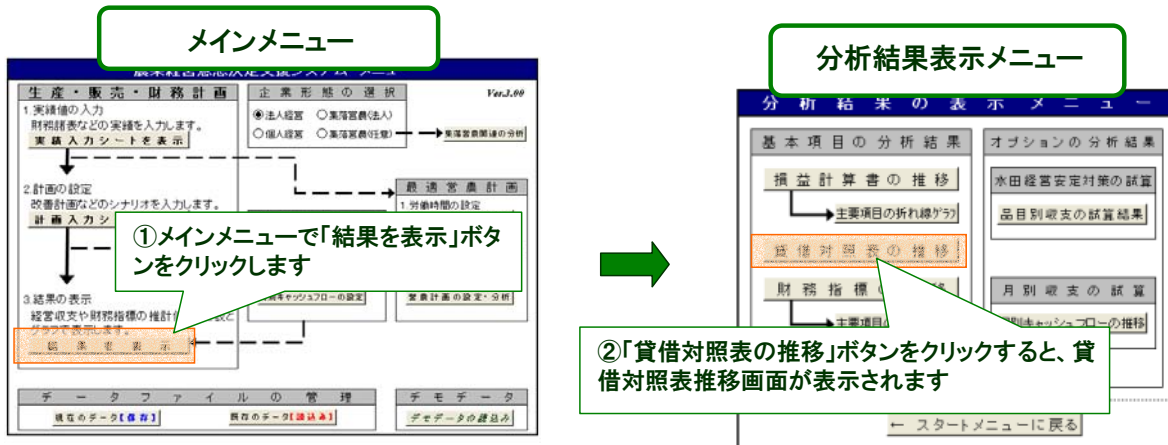 メインメニュー
生産・販売・財務計画
1.実績値の入力
財務諸表などの実績を入力します。
実績入力シートを表示
2.計画の設定
改善計画などのシナリオを入力します。
計画入力シ
3.結果の表示
経営収支や財務指標の推計
グラフで表示します。
結果を表示
企業形態の選択
法人経営 集落営農(法人)
個人経営 集落営農(任意)
集落営農関連の分析
Ver.3.00
最適営農計画
1.労働時間の設定
キャッシュフローの設定
営農計画の設定・分析
①メインメニューで「結果を表示」ボタ
ンをクリックします
データファイルの管理
現在のデータ【保存】
既存のデータ【読込み】
デモデータ
デモデータの読込み
分析結果表示メニュー
分析結果の表示メニュー
基本項目の分析結果
損益計算書の推移
主要項目の折れ線グラフ
貸借対照表の推移
財務指標
主要項目の
オプションの分析結果
水田経営安定対策の試算
品目別収支の試算結果
月別収支の試算
キャッシュフローの推移
②「貸借対照表の推移」ボタンをクリックすると、貸
借対照表推移画面が表示されます
← スタートメニューに戻る